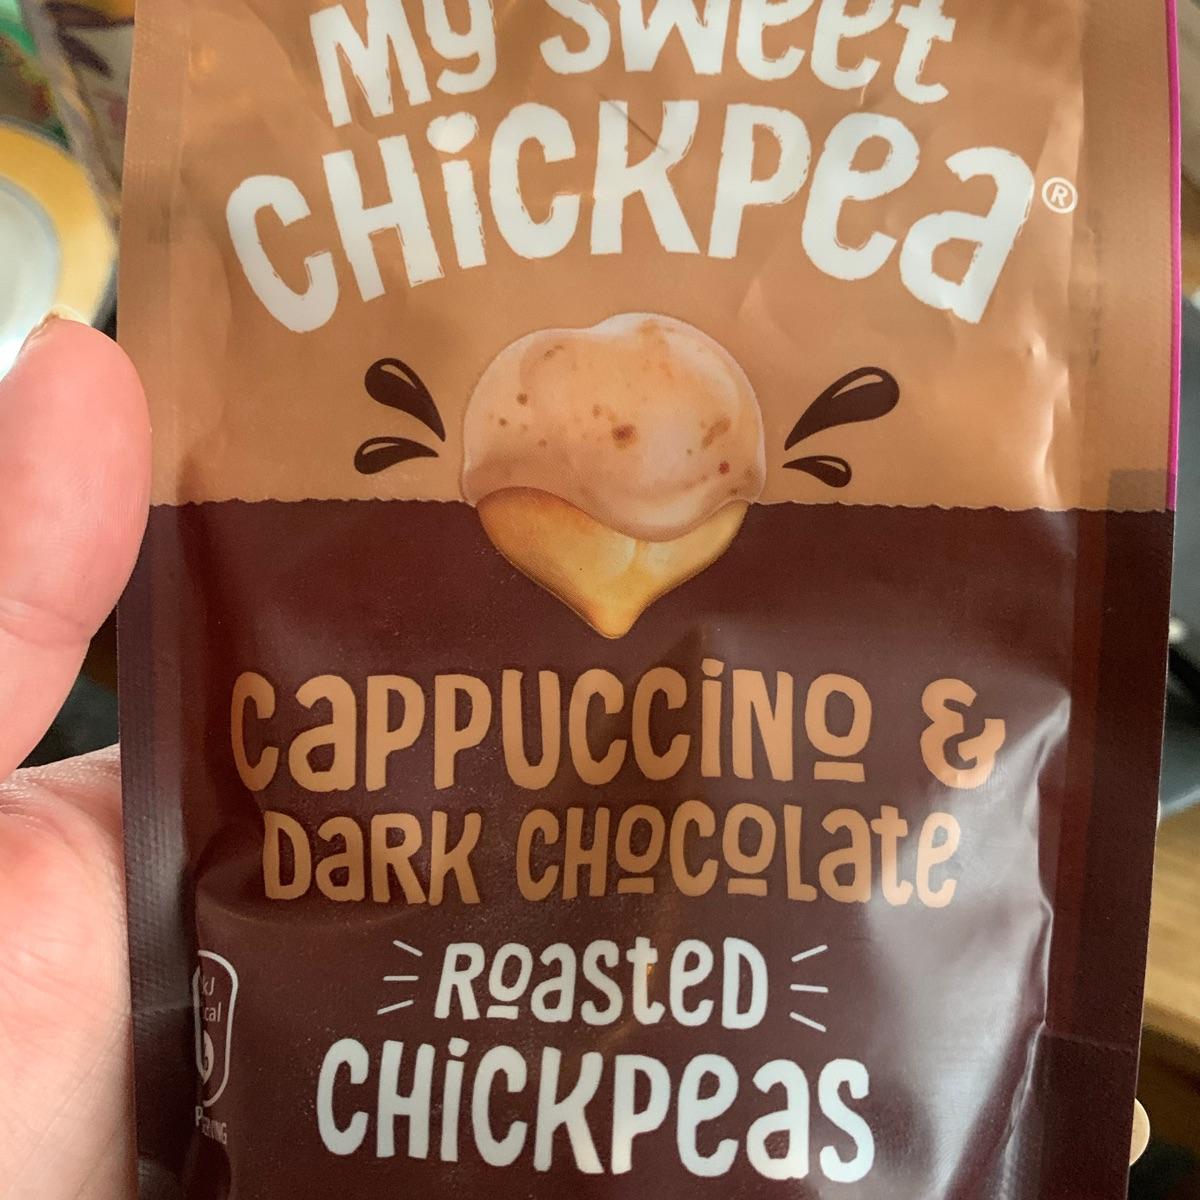 My sweet
CHiCKPea®
CaPPUCCiNO &
DaRK CHOCOLate
ROasteD
CHiCKPeas